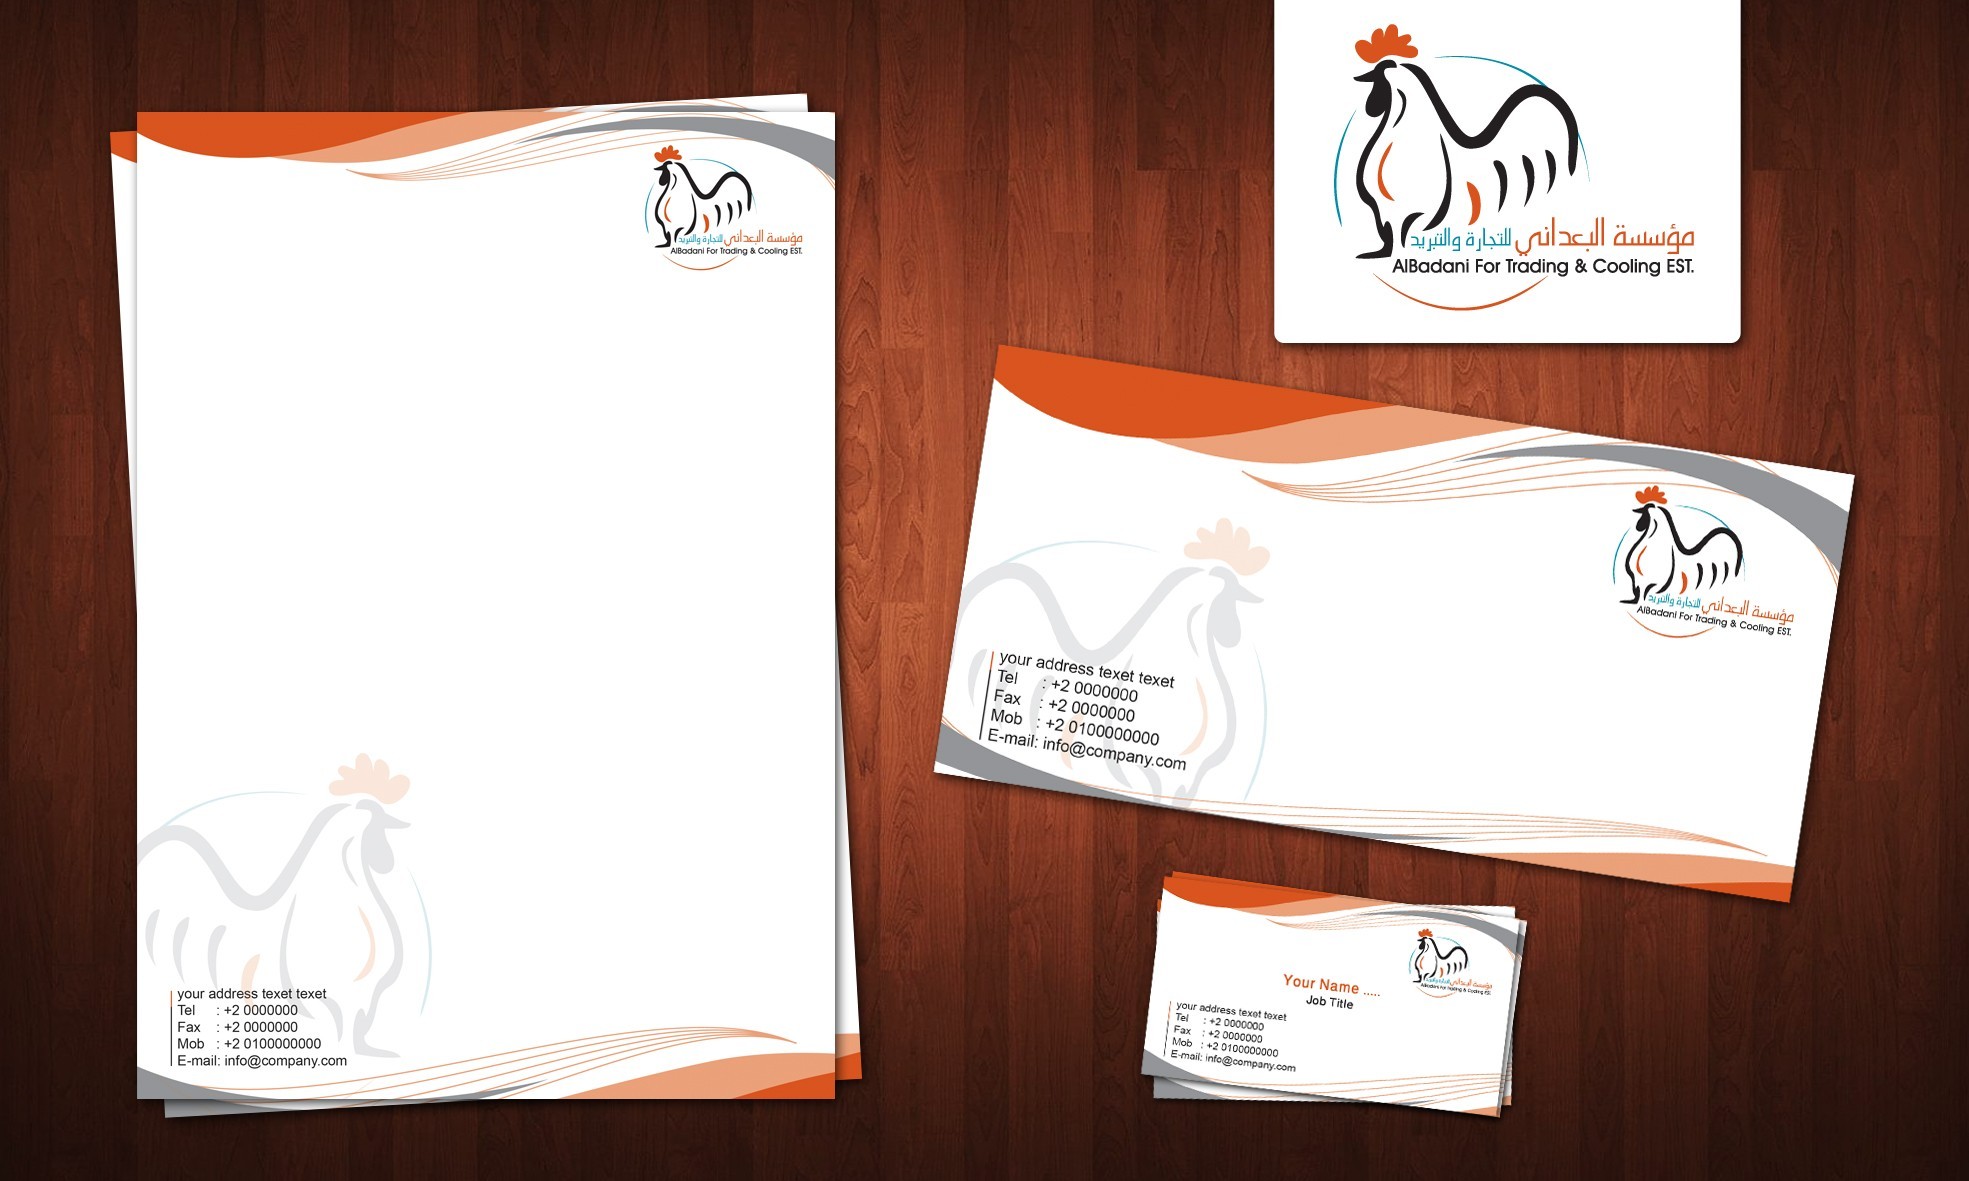 مؤسسة البعداني للتجارة والتبريد
AlBadani For Trading & Cooling EST.
your address texet texet
Tel : +2 0000000
Fax : +2 0000000
Mob : +2 0100000000
E-mail: info@company.com
مؤسسة البعداني للتجارة والتبريد
AlBadani For Trading & Cooling EST.
مؤسسة البعداني للتجارة والتبريد
AlBadani For Trading & Cooling EST.
your address texet texet
Tel : +2 0000000
Fax : +2 0000000
Mob : +2 0100000000
E-mail: info@company.com
مؤسسة البعداني للتجارة والتبريد
AlBadani For Trading & Cooling EST.
Your Name .....
Job Title
your address texet texet
Tel : +2 0000000
Fax : +2 0000000
Mob : +2 0100000000
E-mail: info@company.com